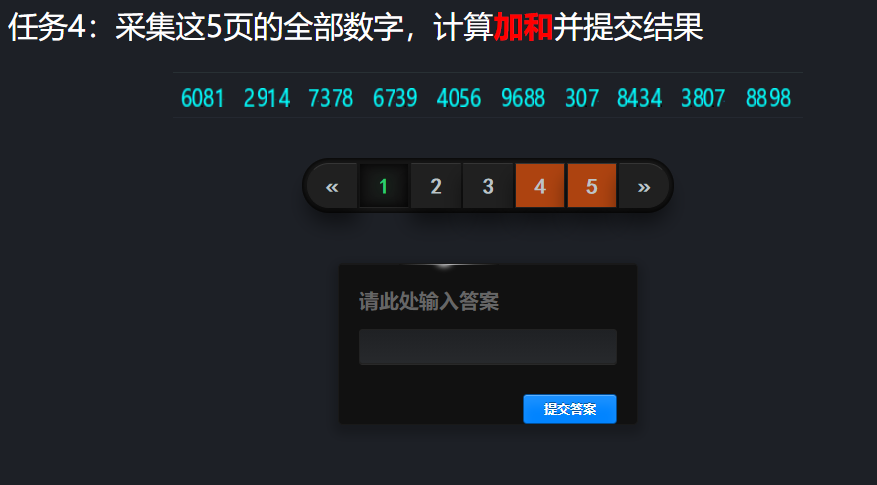 任务4：采集这5页的全部数字，计算加和并提交结果
6081 2914 7378 6739 4056 9688 307 8434 3807 8898
« 1 2 3 4 5 »
请此处输入答案
提交答案